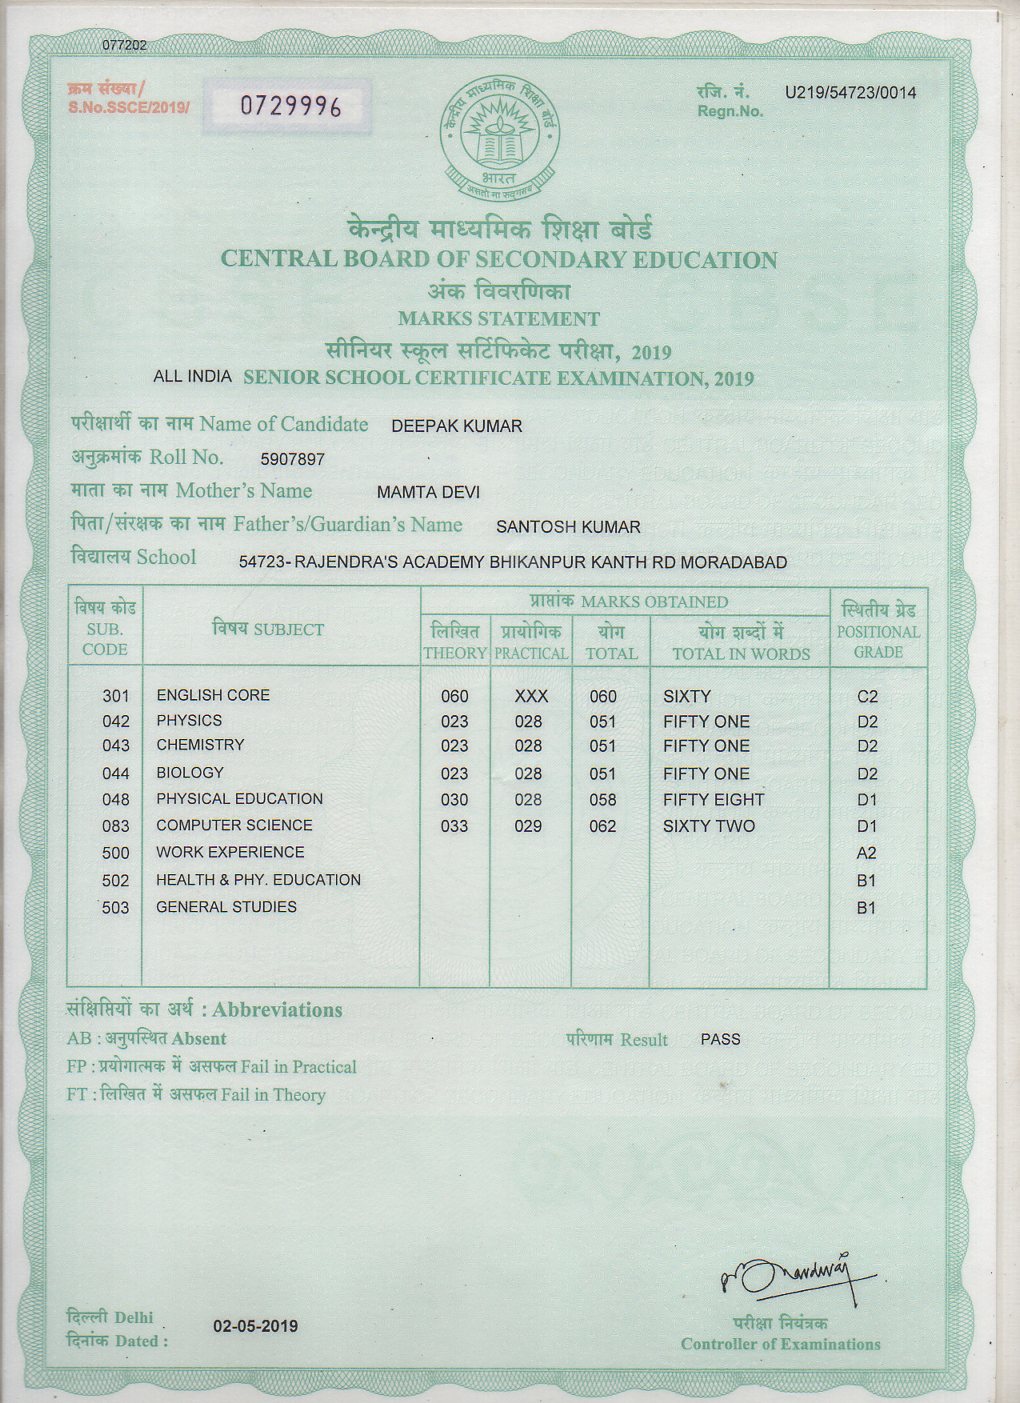 077202
क्रम संख्या/
S.No.SSCE/2019/ 0729996
रजि. नं. U219/54723/0014
Regn.No.
केन्द्रीय माध्यमिक शिक्षा बोर्ड
भारत
असतो मा सद्गमय
केन्द्रीय माध्यमिक शिक्षा बोर्ड
CENTRAL BOARD OF SECONDARY EDUCATION
अंक विवरणिका
MARKS STATEMENT
सीनियर स्कूल सर्टिफिकेट परीक्षा, 2019
ALL INDIA SENIOR SCHOOL CERTIFICATE EXAMINATION, 2019
परीक्षार्थी का नाम Name of Candidate DEEPAK KUMAR
अनुक्रमांक Roll No. 5907897
माता का नाम Mother's Name MAMTA DEVI
पिता/संरक्षक का नाम Father's/Guardian's Name SANTOSH KUMAR
विद्यालय School 54723- RAJENDRA'S ACADEMY BHIKANPUR KANTH RD MORADABAD
विषय कोड SUB. CODE विषय SUBJECT प्राप्तांक MARKS OBTAINED स्थितीय ग्रेड POSITIONAL GRADE
लिखित प्रायोगिक योग योग शब्दों में
THEORY PRACTICAL TOTAL TOTAL IN WORDS
301 ENGLISH CORE 060 XXX 060 SIXTY C2
042 PHYSICS 023 028 051 FIFTY ONE D2
043 CHEMISTRY 023 028 051 FIFTY ONE D2
044 BIOLOGY 023 028 051 FIFTY ONE D2
048 PHYSICAL EDUCATION 030 028 058 FIFTY EIGHT D1
083 COMPUTER SCIENCE 033 029 062 SIXTY TWO D1
500 WORK EXPERIENCE A2
502 HEALTH & PHY. EDUCATION B1
503 GENERAL STUDIES B1
संक्षिप्तियों का अर्थ : Abbreviations
AB : अनुपस्थित Absent परिणाम Result PASS
FP : प्रयोगात्मक में असफल Fail in Practical
FT : लिखित में असफल Fail in Theory
दिल्ली Delhi
दिनांक Dated : 02-05-2019
परीक्षा नियंत्रक
Controller of Examinations